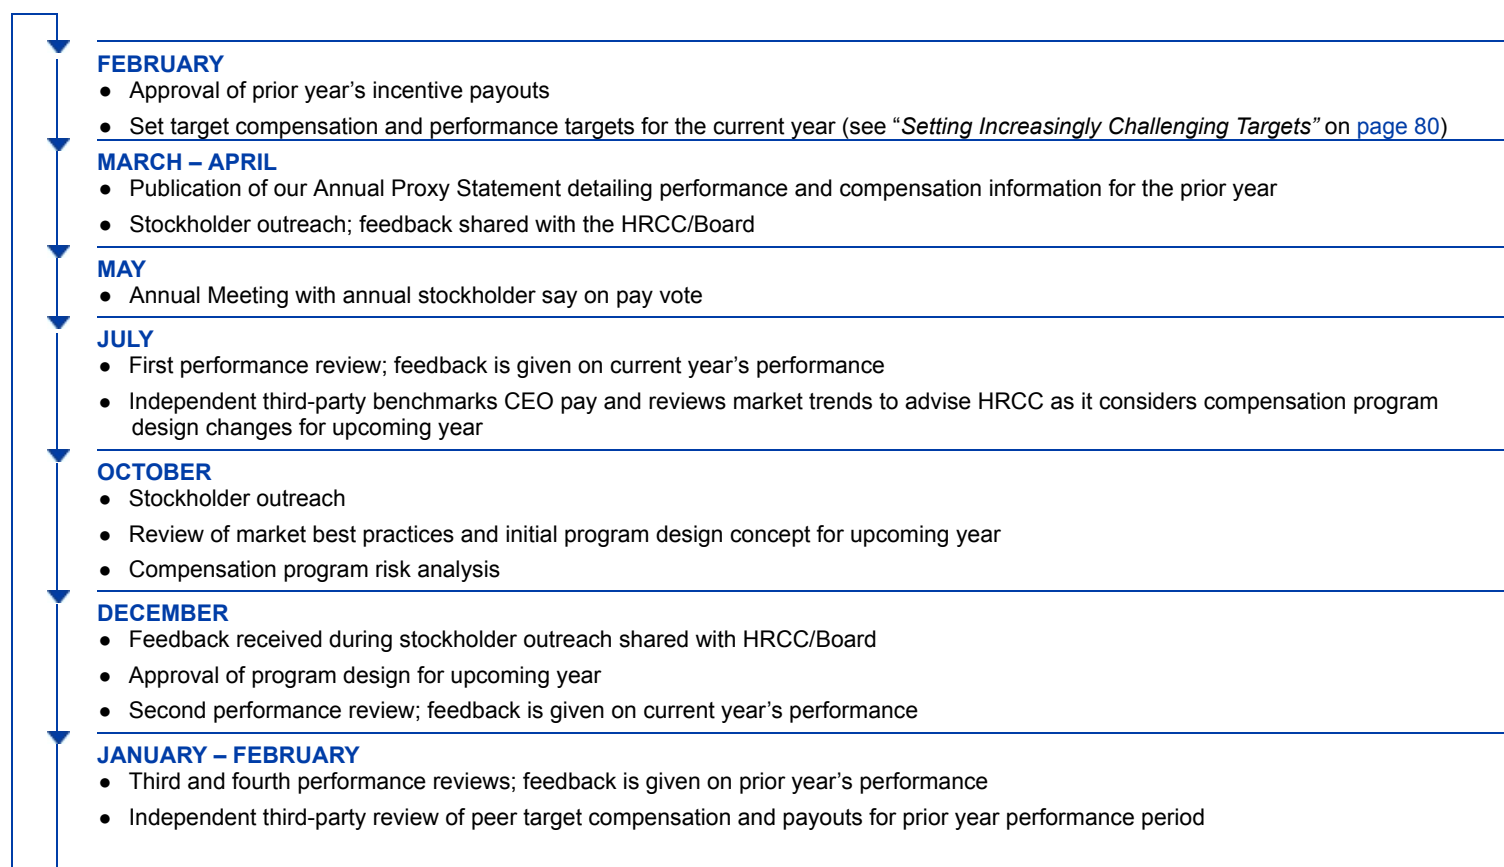 FEBRUARY
● Approval of prior year’s incentive payouts
● Set target compensation and performance targets for the current year (see “Setting Increasingly Challenging Targets” on page 80)
MARCH – APRIL
● Publication of our Annual Proxy Statement detailing performance and compensation information for the prior year
● Stockholder outreach; feedback shared with the HRCC/Board
MAY
● Annual Meeting with annual stockholder say on pay vote
JULY
● First performance review; feedback is given on current year’s performance
● Independent third-party benchmarks CEO pay and reviews market trends to advise HRCC as it considers compensation program
design changes for upcoming year
OCTOBER
● Stockholder outreach
● Review of market best practices and initial program design concept for upcoming year
● Compensation program risk analysis
DECEMBER
● Feedback received during stockholder outreach shared with HRCC/Board
● Approval of program design for upcoming year
● Second performance review; feedback is given on current year’s performance
JANUARY – FEBRUARY
● Third and fourth performance reviews; feedback is given on prior year’s performance
● Independent third-party review of peer target compensation and payouts for prior year performance period